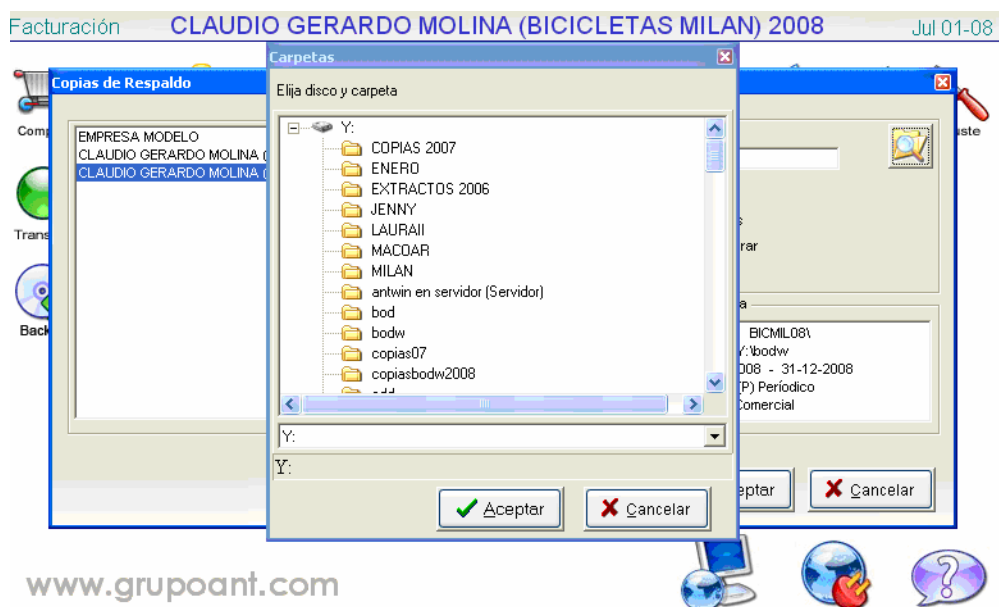 Facturación CLAUDIO GERARDO MOLINA (BICICLETAS MILAN) 2008 Jul 01-08
Carpetas
Copias de Respaldo
Elija disco y carpeta
EMPRESA MODELO
CLAUDIO GERARDO MOLINA (
CLAUDIO GERARDO MOLINA (
Y:
COPIAS 2007
ENERO
EXTRACTOS 2006
JENNY
LAURAII
MACOAR
MILAN
antwin en servidor (Servidor)
bod
bodw
copias07
copiasbodw2008
Comp
Trans
Back
uste
s
rar
a
BICMIL08\
Y:\bodw
008 - 31-12-2008
(P) Períodico
Comercial
Y:
Y:
Aceptar Cancelar
eptar Cancelar
www.grupoant.com